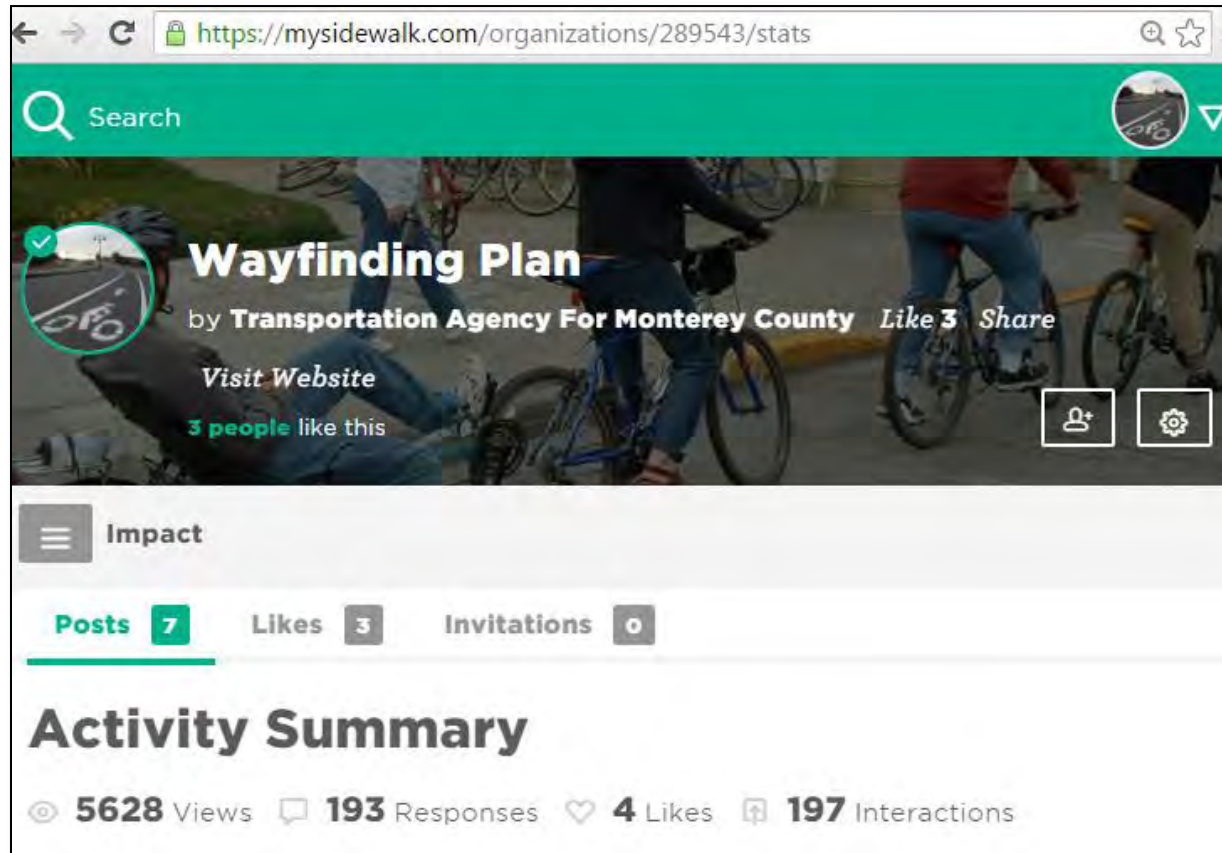 https://mysidewalk.com/organizations/289543/stats
Search
Wayfinding Plan
by Transportation Agency For Monterey County Like 3 Share
Visit Website
3 people like this
Impact
Posts 7 Likes 3 Invitations 0
Activity Summary
5628 Views 193 Responses 4 Likes 197 Interactions